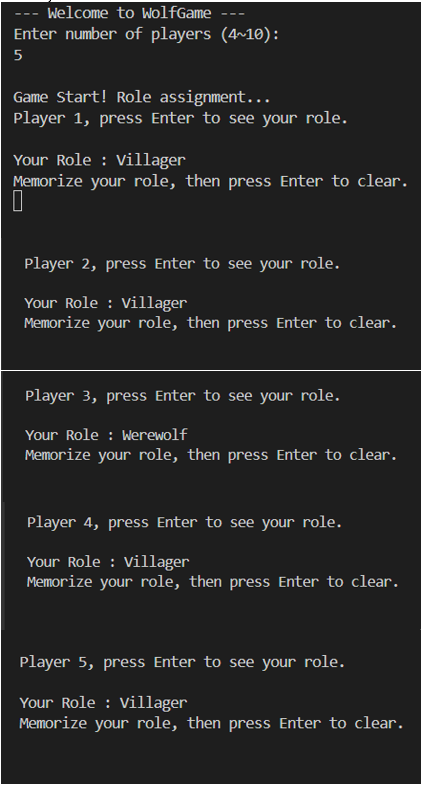 --- Welcome to WolfGame ---
Enter number of players (4~10):
5
Game Start! Role assignment...
Player 1, press Enter to see your role.
Your Role : Villager
Memorize your role, then press Enter to clear.
Player 2, press Enter to see your role.
Your Role : Villager
Memorize your role, then press Enter to clear.
Player 3, press Enter to see your role.
Your Role : Werewolf
Memorize your role, then press Enter to clear.
Player 4, press Enter to see your role.
Your Role : Villager
Memorize your role, then press Enter to clear.
Player 5, press Enter to see your role.
Your Role : Villager
Memorize your role, then press Enter to clear.